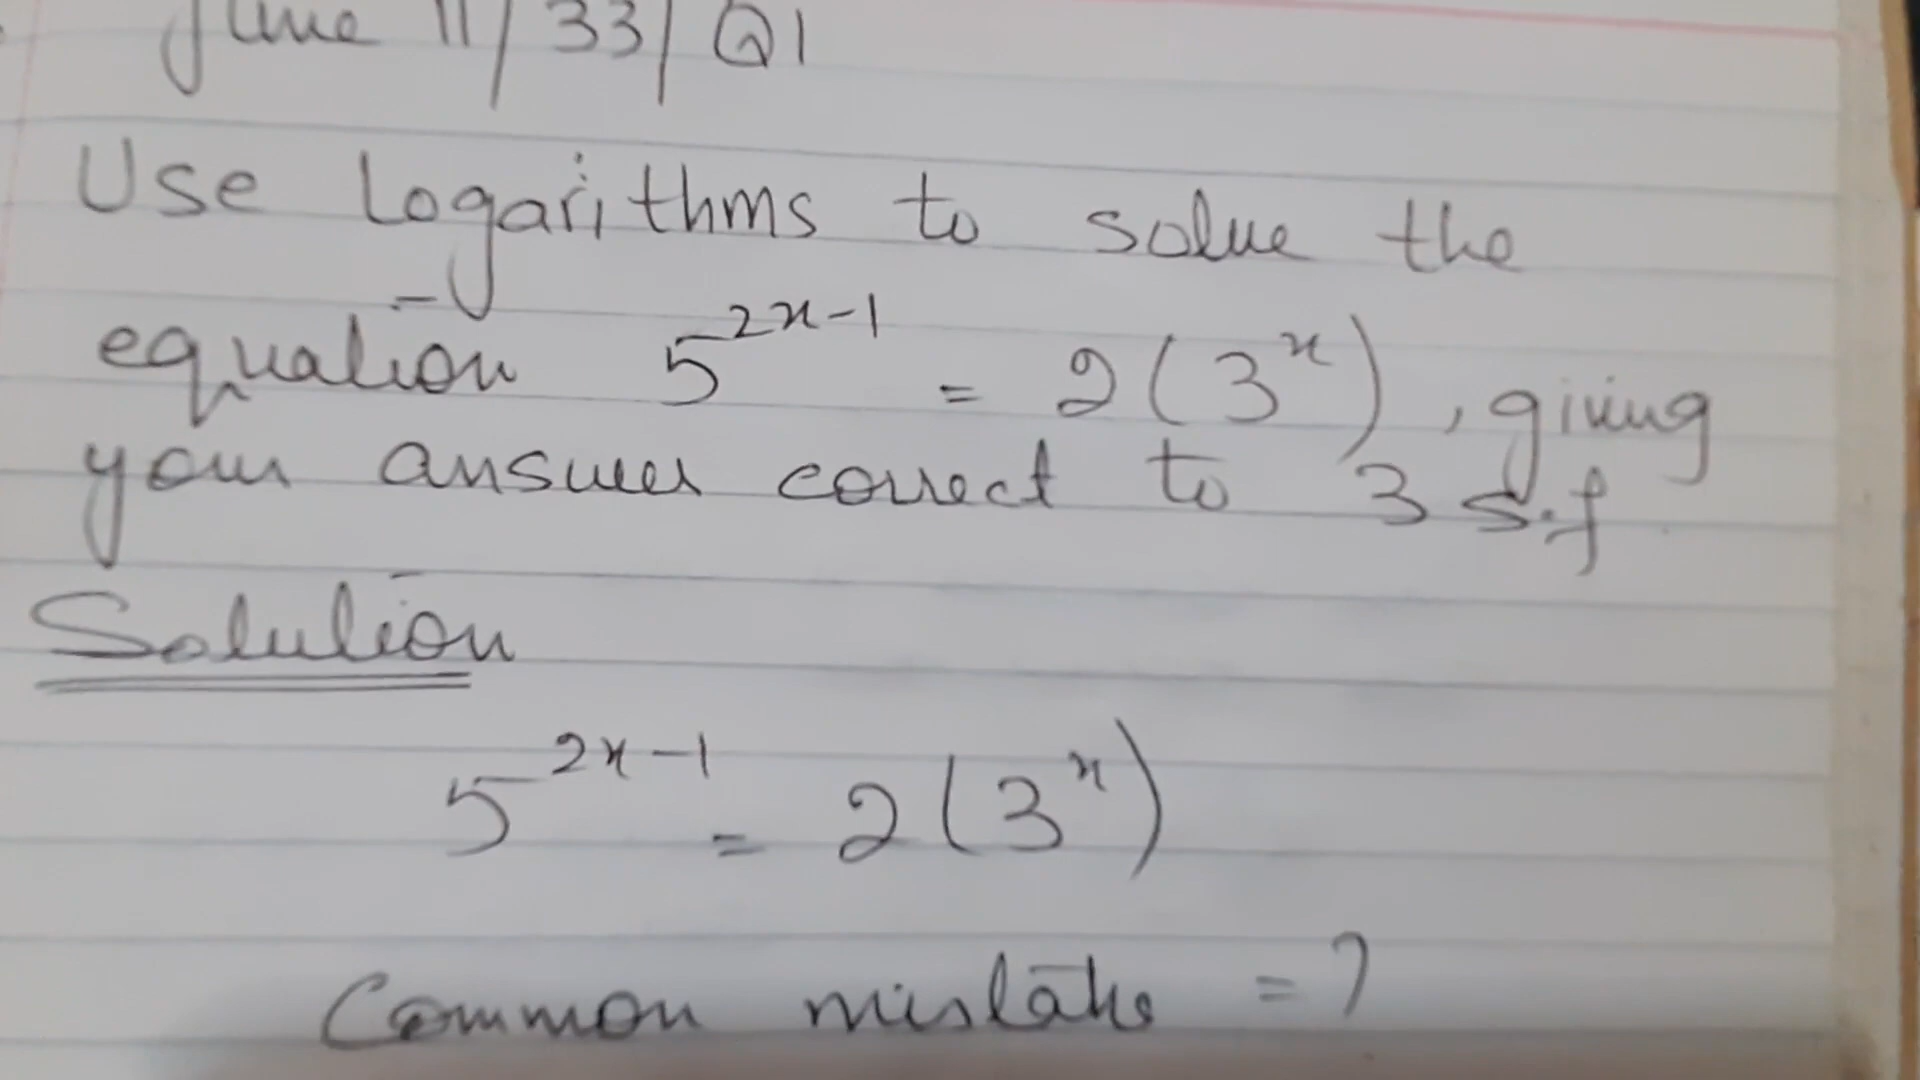 June 11/33/Q1
Use logarithms to solve the
equation 5^{2x-1} = 2(3^x), giving
your answer correct to 3 s.f
Solution
5^{2x-1} = 2(3^x)
Common mistake = ?